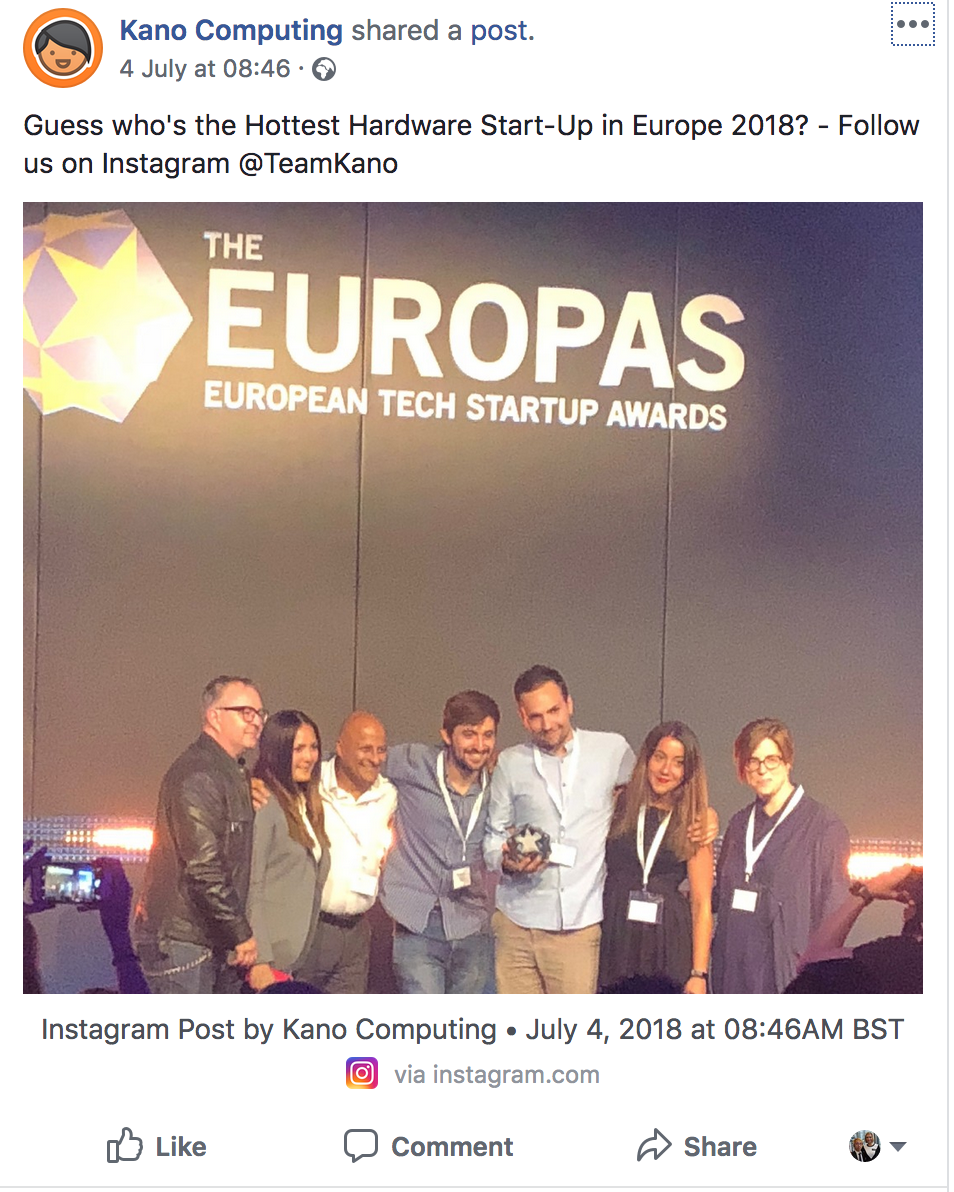 Kano Computing shared a post.
4 July at 08:46 ·
Guess who's the Hottest Hardware Start-Up in Europe 2018? - Follow
us on Instagram @TeamKano
THE
EUROPAS
EUROPEAN TECH STARTUP AWARDS
Instagram Post by Kano Computing • July 4, 2018 at 08:46AM BST
via instagram.com
Like
Comment
Share